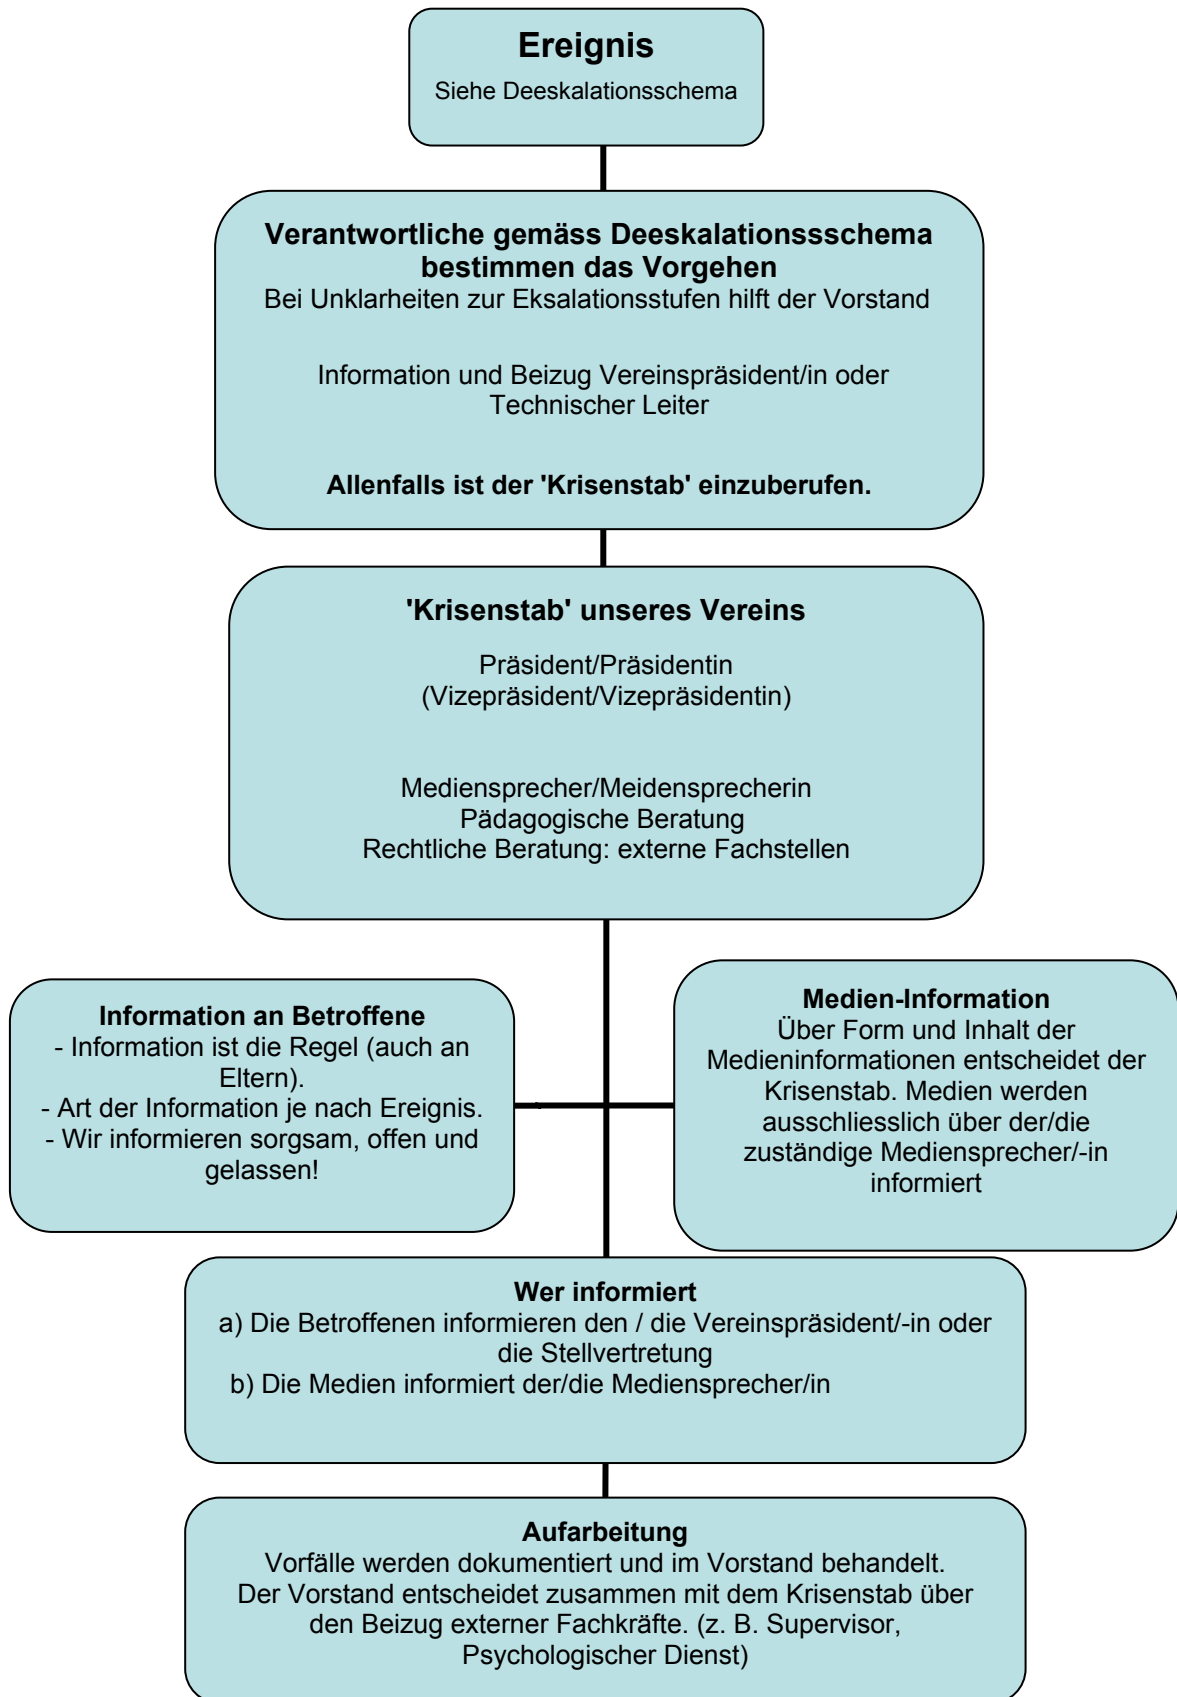 Ereignis
Siehe Deeskalationsschema
Verantwortliche gemäss Deeskalationssschema
bestimmen das Vorgehen
Bei Unklarheiten zur Eksalationsstufen hilft der Vorstand
Information und Beizug Vereinspräsident/in oder
Technischer Leiter
Allenfalls ist der 'Krisenstab' einzuberufen.
'Krisenstab' unseres Vereins
Präsident/Präsidentin
(Vizepräsident/Vizepräsidentin)
Mediensprecher/Meidensprecherin
Pädagogische Beratung
Rechtliche Beratung: externe Fachstellen
Information an Betroffene
- Information ist die Regel (auch an
Eltern).
- Art der Information je nach Ereignis.
- Wir informieren sorgsam, offen und
gelassen!
Medien-Information
Über Form und Inhalt der
Medieninformationen entscheidet der
Krisenstab. Medien werden
ausschliesslich über der/die
zuständige Mediensprecher/-in
informiert
Wer informiert
a) Die Betroffenen informieren den / die Vereinspräsident/-in oder
die Stellvertretung
b) Die Medien informiert der/die Mediensprecher/in
Aufarbeitung
Vorfälle werden dokumentiert und im Vorstand behandelt.
Der Vorstand entscheidet zusammen mit dem Krisenstab über
den Beizug externer Fachkräfte. (z. B. Supervisor,
Psychologischer Dienst)